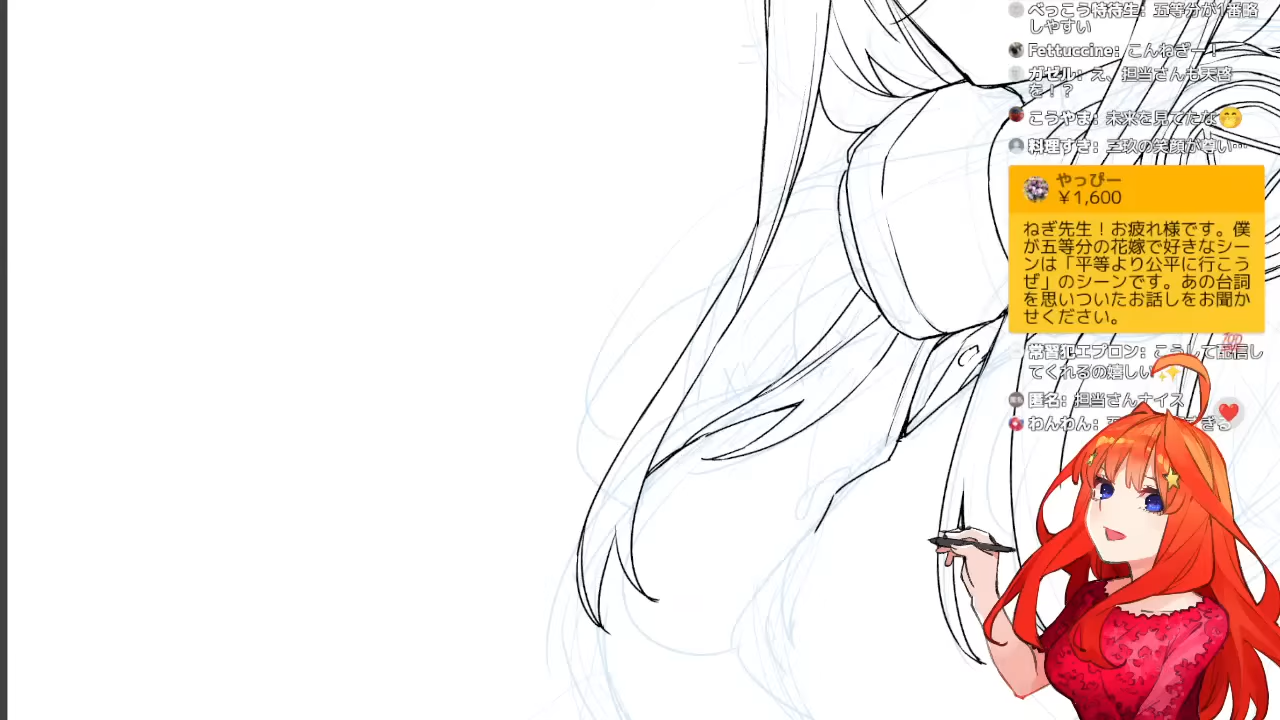 べっこう特待生: 五等分が1番略
しやすい
Fettuccine: こんねぎー！
ガゼル: え、担当さんも天啓
を！？
こうやま: 未来を見てたな🤭
料理すき: 三玖の笑顔が尊い…
やっぴー
￥1,600
ねぎ先生！お疲れ様です。僕
が五等分の花嫁で好きなシー
ンは「平等より公平に行こう
ぜ」のシーンです。あの台詞
を思いついたお話しをお聞か
せください。
常習犯エプロン: こうして配信し
てくれるの嬉しい✨
匿名: 担当さんナイス
わんわん: